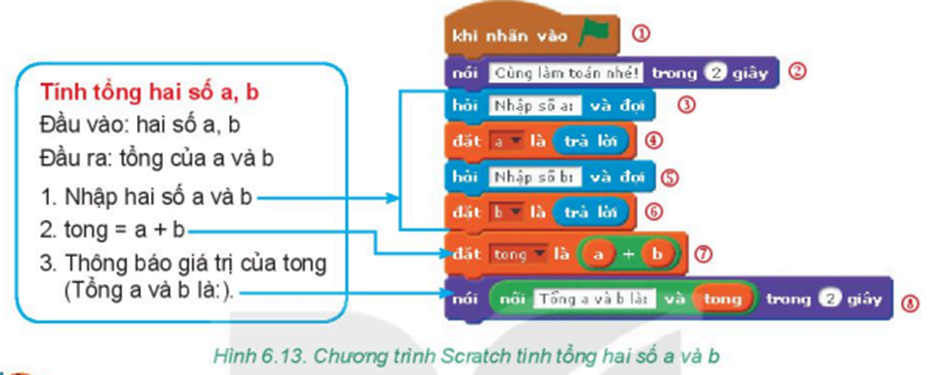 Tính tổng hai số a, b
Đầu vào: hai số a, b
Đầu ra: tổng của a và b
1. Nhập hai số a và b
2. tong = a + b
3. Thông báo giá trị của tong
(Tổng a và b là:).
khi nhấn vào ①
nói Cùng làm toán nhé! trong 2 giây ②
hỏi Nhập số a: và đợi ③
đặt a là trả lời ④
hỏi Nhập số b: và đợi ⑤
đặt b là trả lời ⑥
đặt tong là a + b ⑦
nói nối Tổng a và b là: và tong trong 2 giây ⑧
Hình 6.13. Chương trình Scratch tính tổng hai số a và b